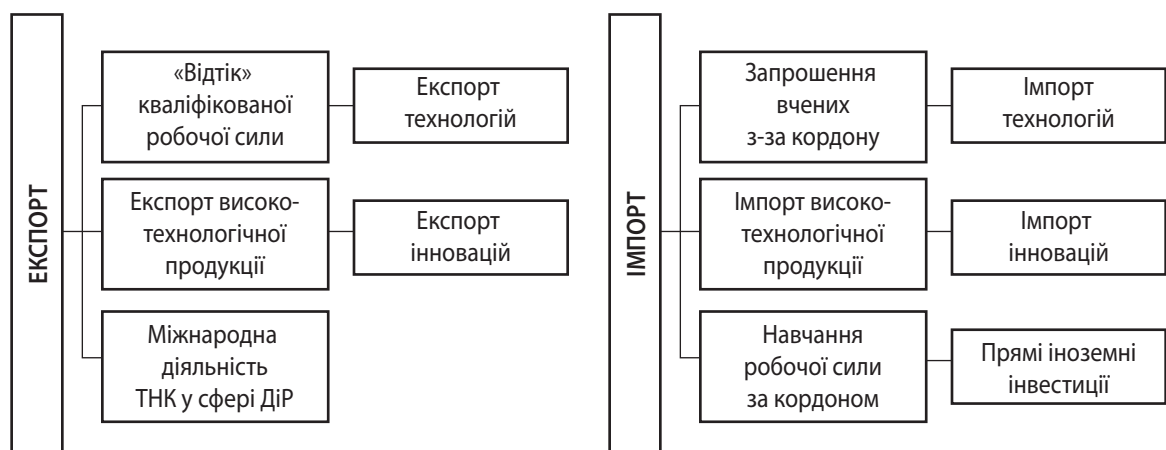 ЕКСПОРТ
«Відтік»
кваліфікованої
робочої сили
Експорт
технологій
Експорт високо-
технологічної
продукції
Експорт
інновацій
Міжнародна
діяльність
ТНК у сфері ДіР
ІМПОРТ
Запрошення
вчених
з-за кордону
Імпорт
технологій
Імпорт високо-
технологічної
продукції
Імпорт
інновацій
Навчання
робочої сили
за кордоном
Прямі іноземні
інвестиції